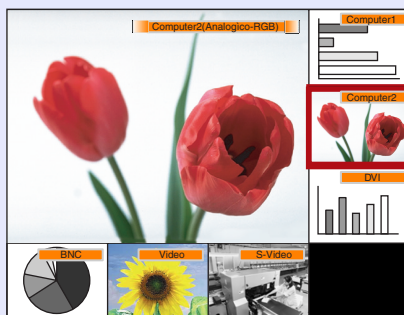 Computer2(Analogico-RGB)
Computer1
Computer2
DVI
BNC
Video
S-Video